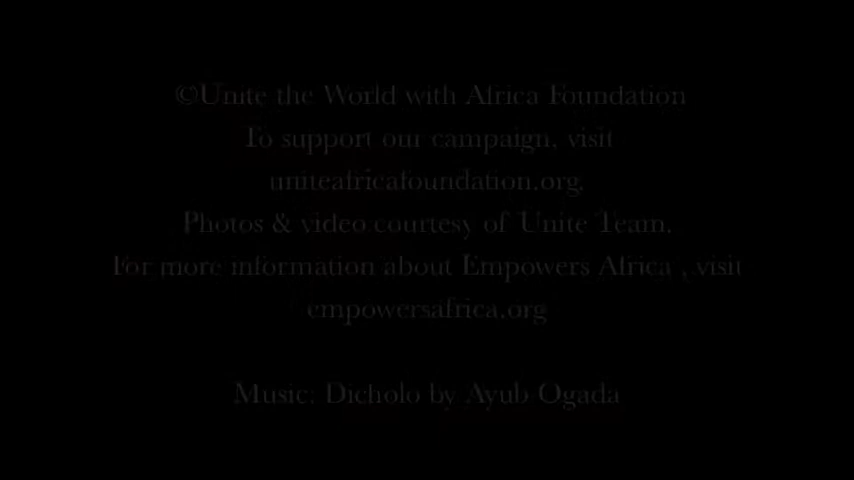 ©Unite the World with Africa Foundation
To support our campaign, visit
uniteafricafoundation.org.
Photos & video courtesy of Unite Team.
For more information about Empowers Africa , visit
empowersafrica.org
Music: Dicholo by Ayub Ogada